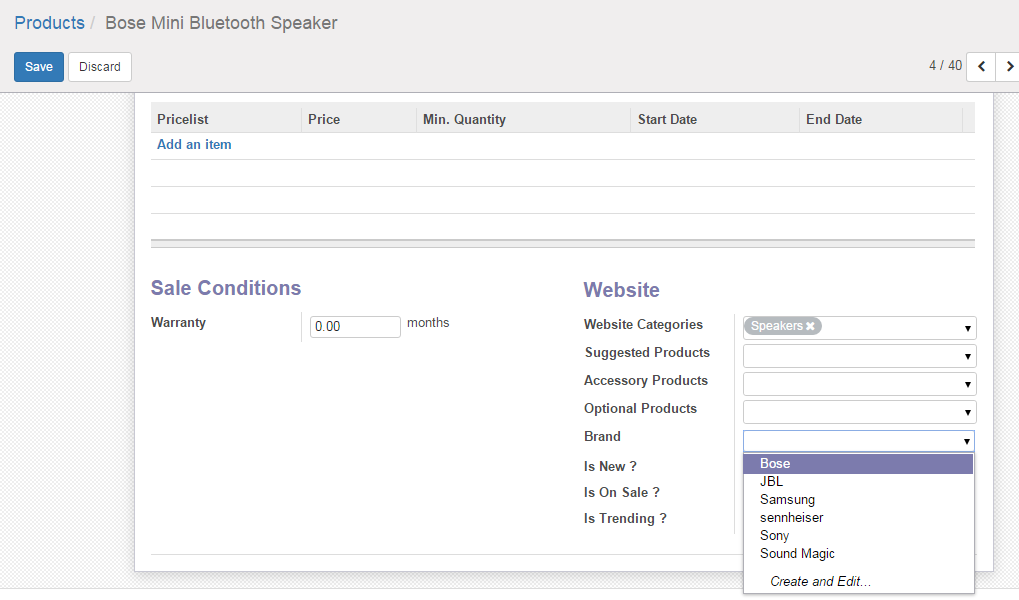 Products / Bose Mini Bluetooth Speaker
Save Discard 4 / 40
Pricelist Price Min. Quantity Start Date End Date
Add an item
Sale Conditions
Warranty 0.00 months
Website
Website Categories Speakers
Suggested Products
Accessory Products
Optional Products
Brand
Is New ?
Is On Sale ?
Is Trending ?
Bose
JBL
Samsung
sennheiser
Sony
Sound Magic
Create and Edit...